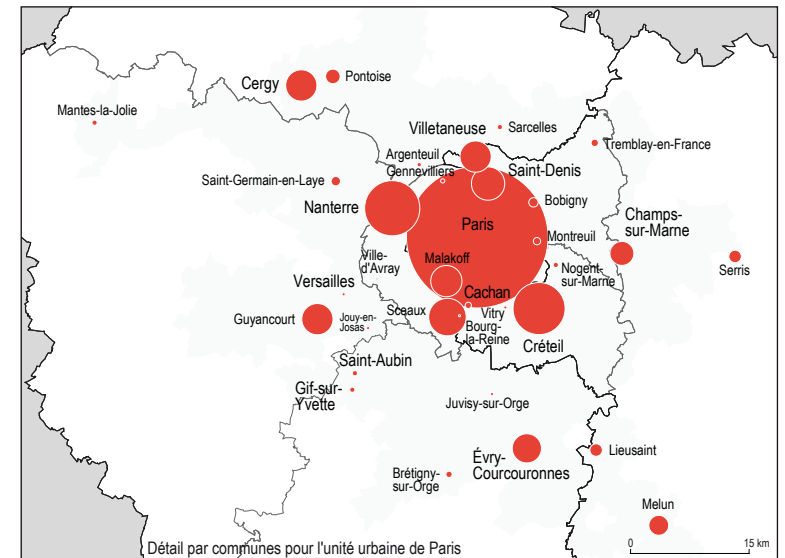 Cergy
Pontoise
Mantes-la-Jolie
Villetaneuse
Sarcelles
Tremblay-en-France
Argenteuil
Gennevilliers
Saint-Denis
Saint-Germain-en-Laye
Bobigny
Nanterre
Paris
Champs-
sur-Marne
Montreuil
Ville-
d'Avray
Malakoff
Nogent-
sur-Marne
Serris
Versailles
Cachan
Guyancourt
Jouy-en-
Josas
Sceaux
Vitry
Bourg-
la-Reine
Créteil
Saint-Aubin
Gif-sur-
Yvette
Juvisy-sur-Orge
Évry-
Courcouronnes
Lieusaint
Brétigny-
sur-Orge
Melun
Détail par communes pour l'unité urbaine de Paris
0 15 km